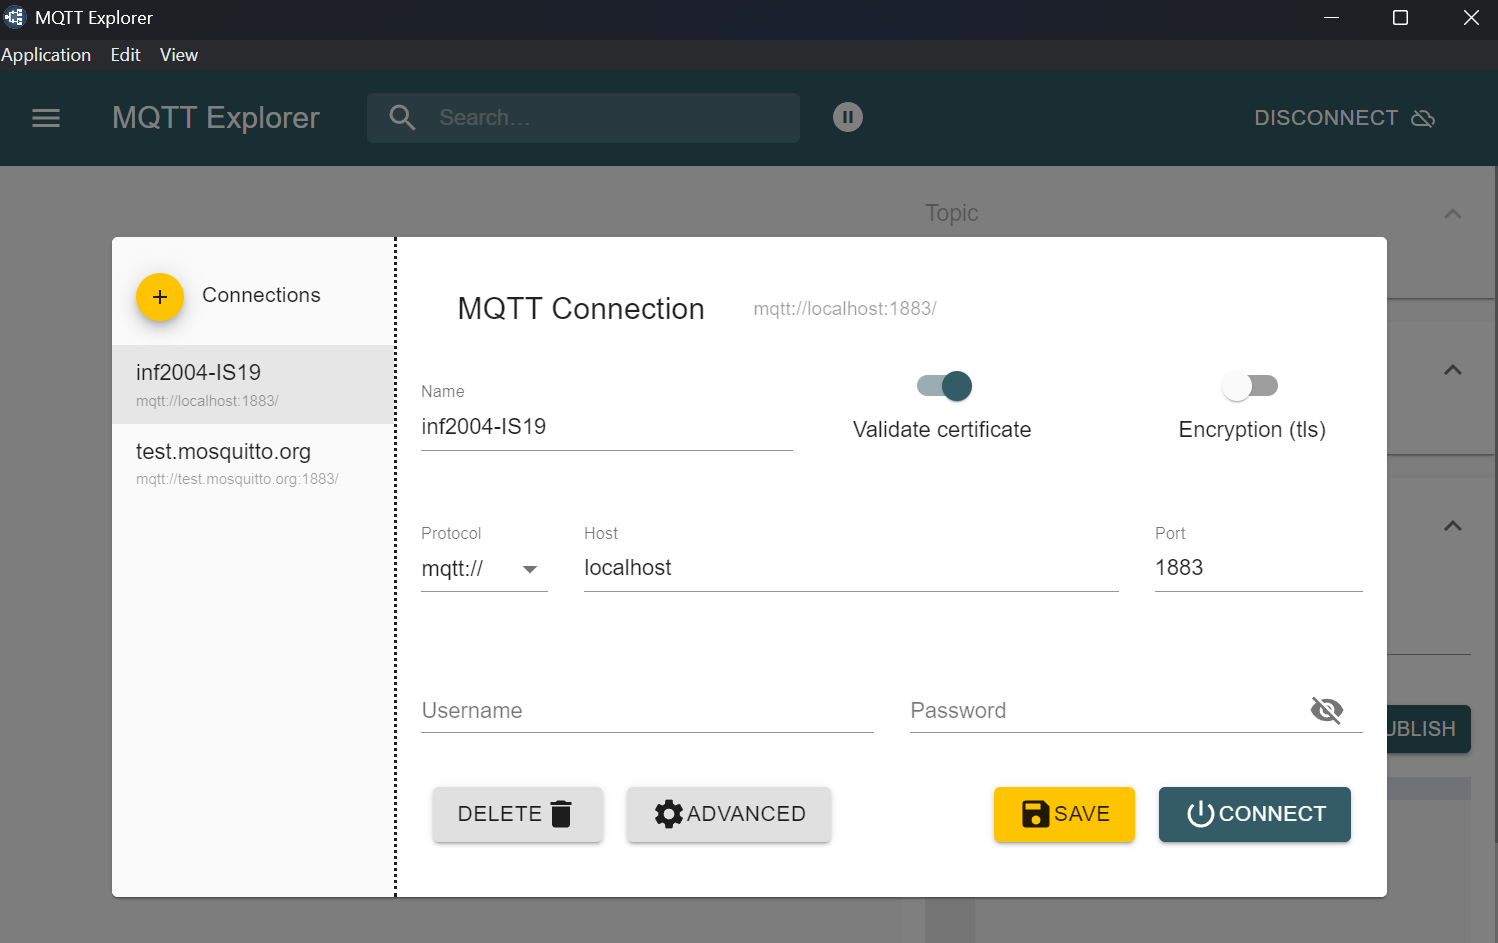 MQTT Explorer
Application Edit View
MQTT Explorer Search... DISCONNECT
Topic
Connections
inf2004-IS19
mqtt://localhost:1883/
test.mosquitto.org
mqtt://test.mosquitto.org:1883/
MQTT Connection mqtt://localhost:1883/
Name
inf2004-IS19
Validate certificate
Encryption (tls)
Protocol
mqtt://
Host
localhost
Port
1883
Username
Password
DELETE ADVANCED SAVE CONNECT
UBLISH